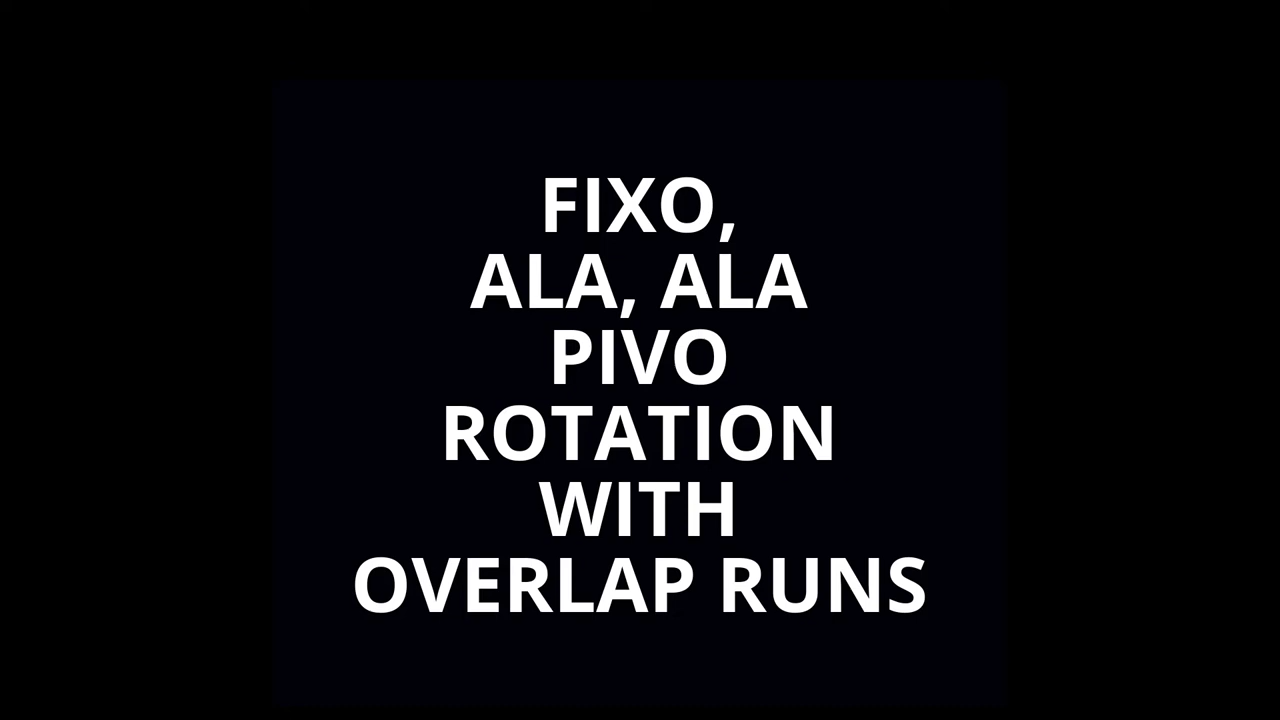 FIXO,
ALA, ALA
PIVO
ROTATION
WITH
OVERLAP RUNS